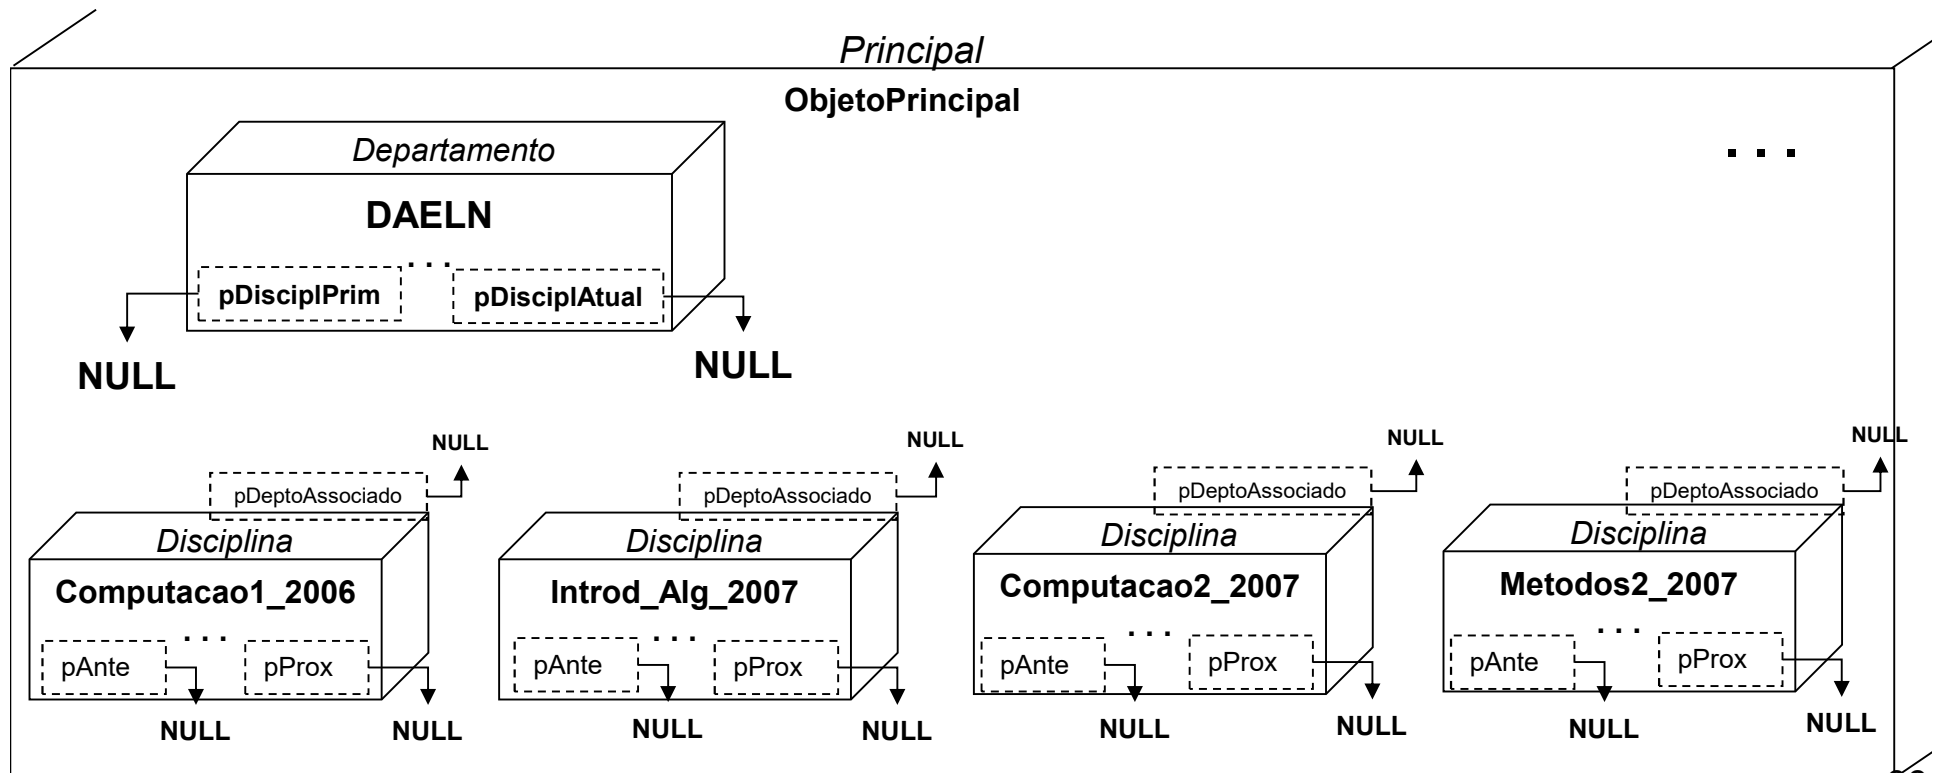 Principal
ObjetoPrincipal
. . .
Departamento
DAELN
. . .
pDisciplPrim
pDisciplAtual
NULL
NULL
NULL
NULL
NULL
NULL
pDeptoAssociado
pDeptoAssociado
pDeptoAssociado
pDeptoAssociado
Disciplina
Disciplina
Disciplina
Disciplina
Computacao1_2006
Introd_Alg_2007
Computacao2_2007
Metodos2_2007
. . .
. . .
. . .
. . .
pAnte
pProx
pAnte
pProx
pAnte
pProx
pAnte
pProx
NULL
NULL
NULL
NULL
NULL
NULL
NULL
NULL